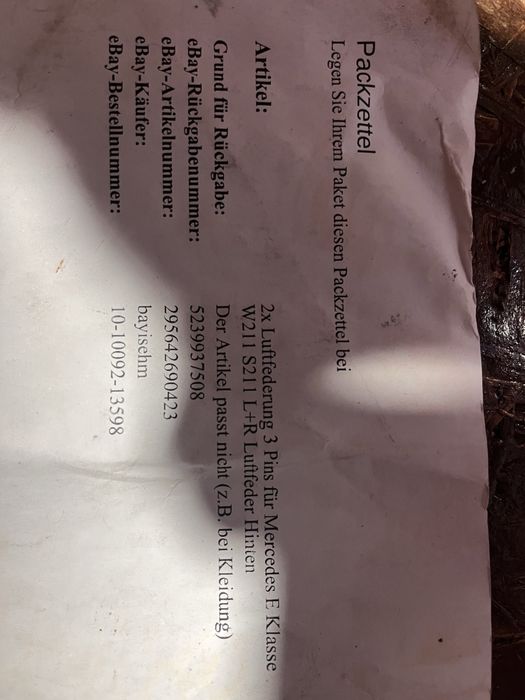 Packzettel
Legen Sie Ihrem Paket diesen Packzettel bei
Artikel: 2x Luftfederung 3 Pins für Mercedes E Klasse
W211 S211 L+R Luftfeder Hinten
Grund für Rückgabe: Der Artikel passt nicht (z.B. bei Kleidung)
eBay-Rückgabenummer: 5239937508
eBay-Artikelnummer: 295642690423
eBay-Käufer: bayisehm
eBay-Bestellnummer: 10-10092-13598